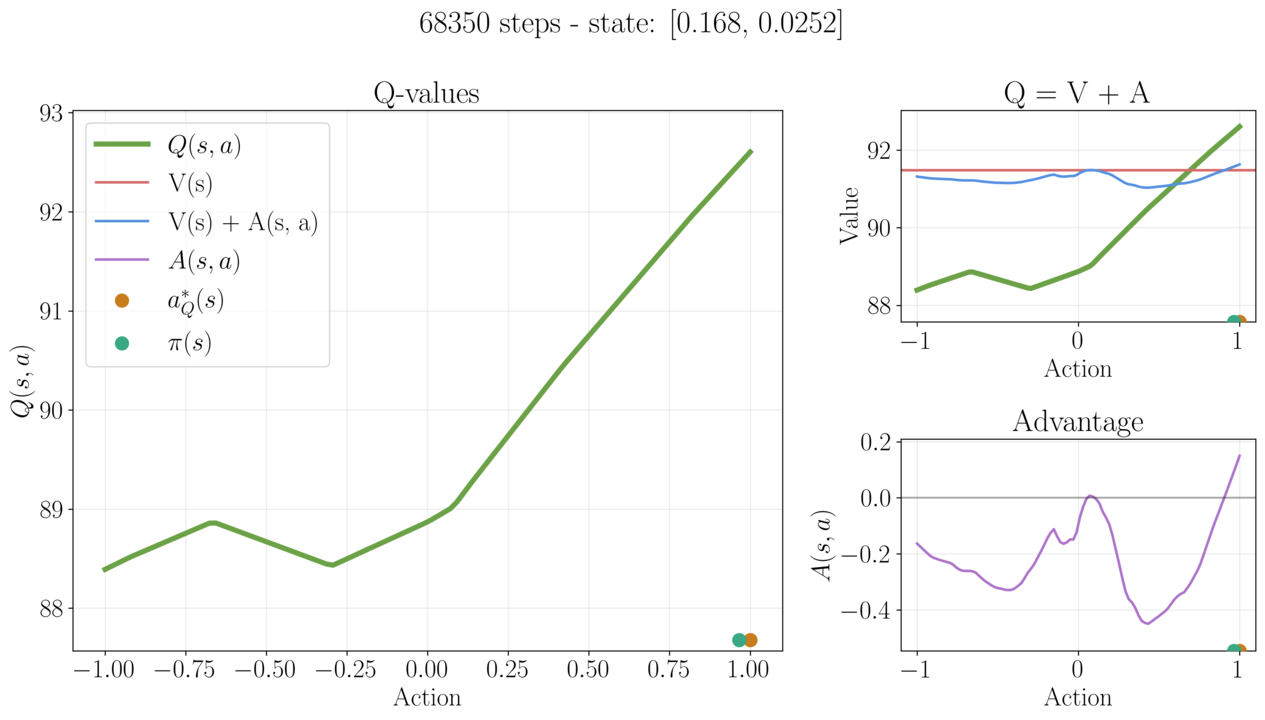 68350 steps - state: [0.168, 0.0252]
Q-values
93
92
91
90
89
88
Q(s, a)
Q(s, a)
V(s)
V(s) + A(s, a)
A(s, a)
a*Q(s)
π(s)
−1.00 −0.75 −0.50 −0.25 0.00 0.25 0.50 0.75 1.00
Action
Q = V + A
92
90
88
Value
−1 0 1
Action
Advantage
0.2
0.0
−0.2
−0.4
A(s, a)
−1 0 1
Action